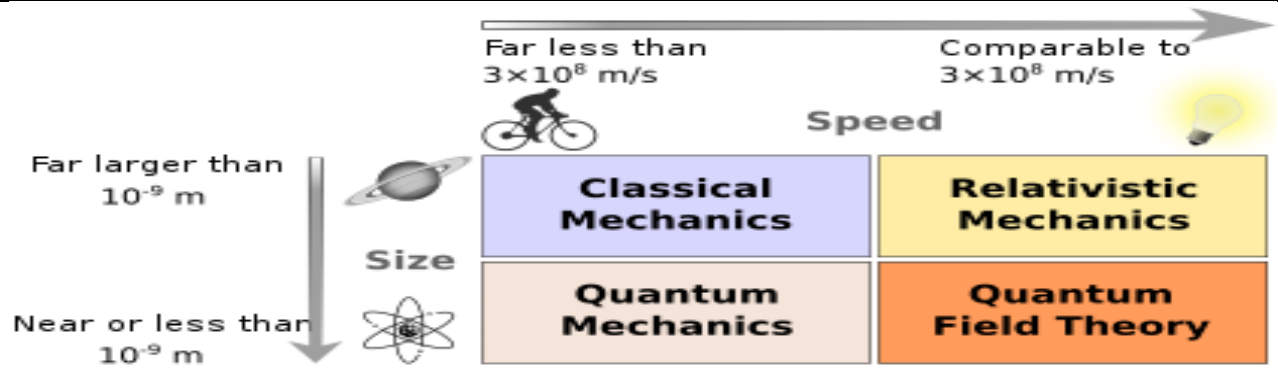 Far less than
3×10⁸ m/s
Comparable to
3×10⁸ m/s
Speed
Far larger than
10⁻⁹ m
Classical
Mechanics
Relativistic
Mechanics
Size
Near or less than
10⁻⁹ m
Quantum
Mechanics
Quantum
Field Theory